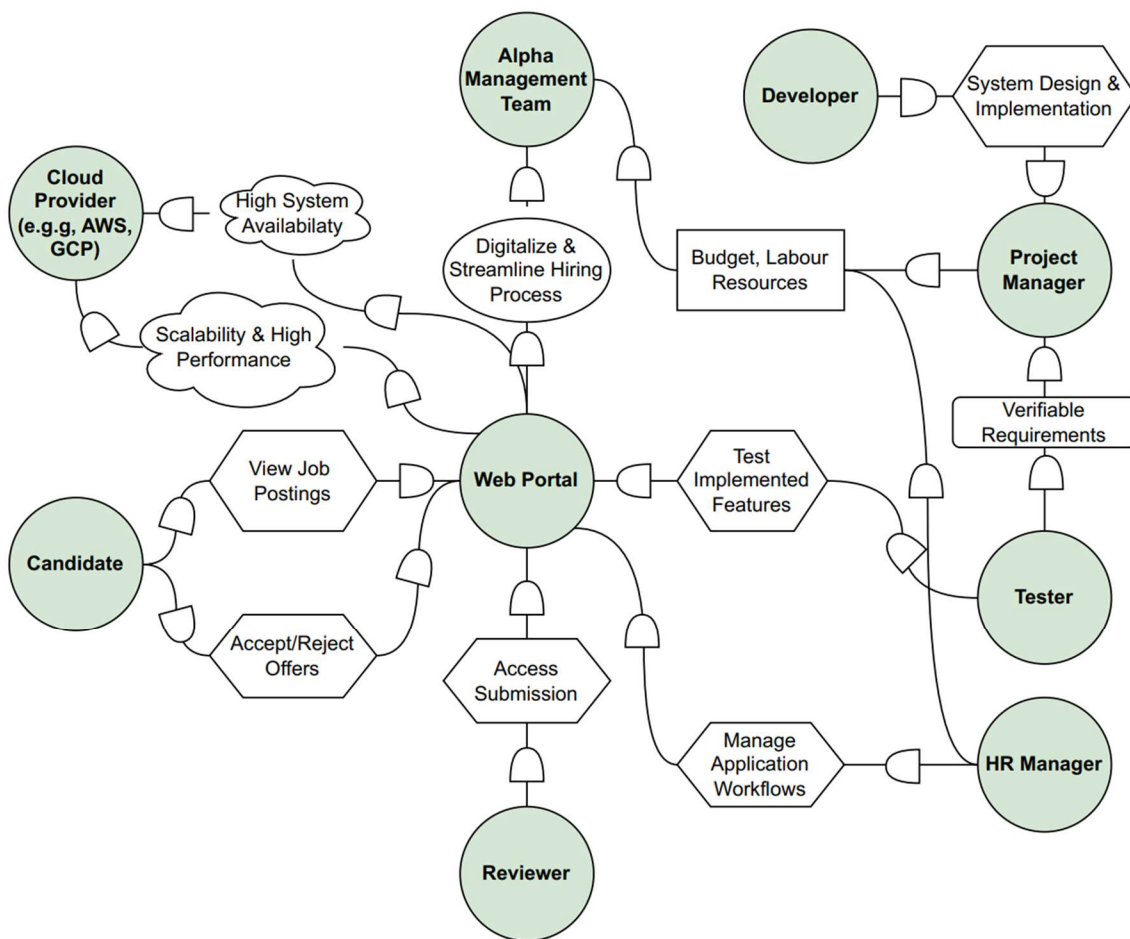 Alpha
Management
Team
Developer
System Design &
Implementation
Cloud
Provider
(e.g.g, AWS,
GCP)
High System
Availabilaty
Digitalize &
Streamline Hiring
Process
Budget, Labour
Resources
Project
Manager
Scalability & High
Performance
Verifiable
Requirements
View Job
Postings
Web Portal
Test
Implemented
Features
Candidate
Tester
Accept/Reject
Offers
Access
Submission
Manage
Application
Workflows
HR Manager
Reviewer